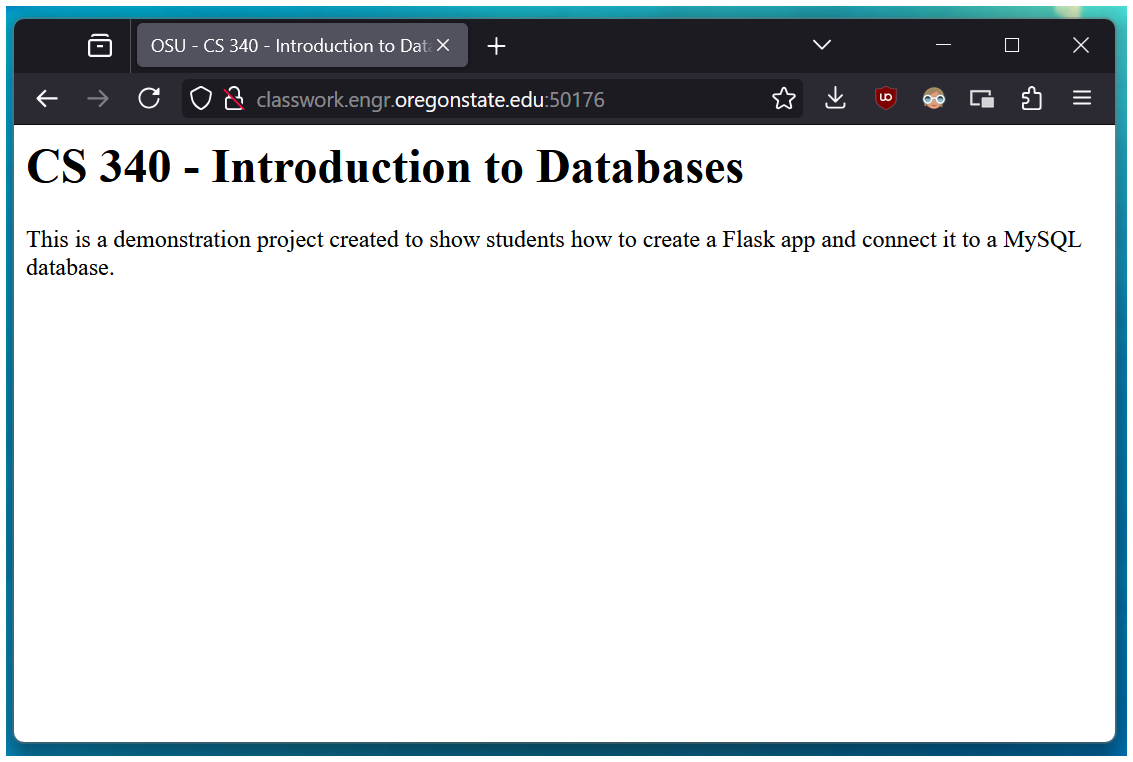 OSU - CS 340 - Introduction to Dat
classwork.engr.oregonstate.edu:50176
CS 340 - Introduction to Databases
This is a demonstration project created to show students how to create a Flask app and connect it to a MySQL
database.